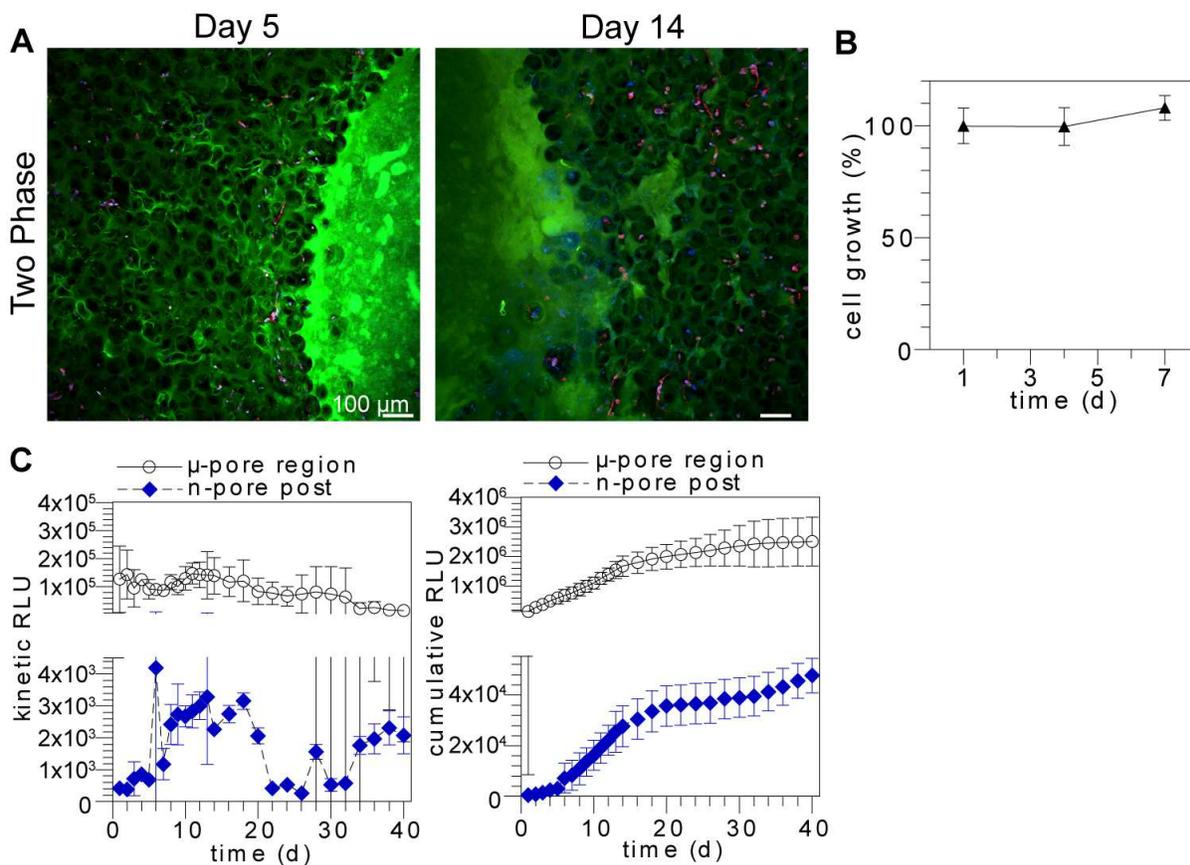 A
Day 5
Day 14
B
Two Phase
100 µm
cell growth (%)
100
50
0
1 3 5 7
time (d)
C
µ-pore region
n-pore post
kinetic RLU
4x10⁵
3x10⁵
2x10⁵
1x10⁵
4x10³
3x10³
2x10³
1x10³
0
0 10 20 30 40
time (d)
µ-pore region
n-pore post
cumulative RLU
4x10⁶
3x10⁶
2x10⁶
1x10⁶
4x10⁴
2x10⁴
0
0 10 20 30 40
time (d)